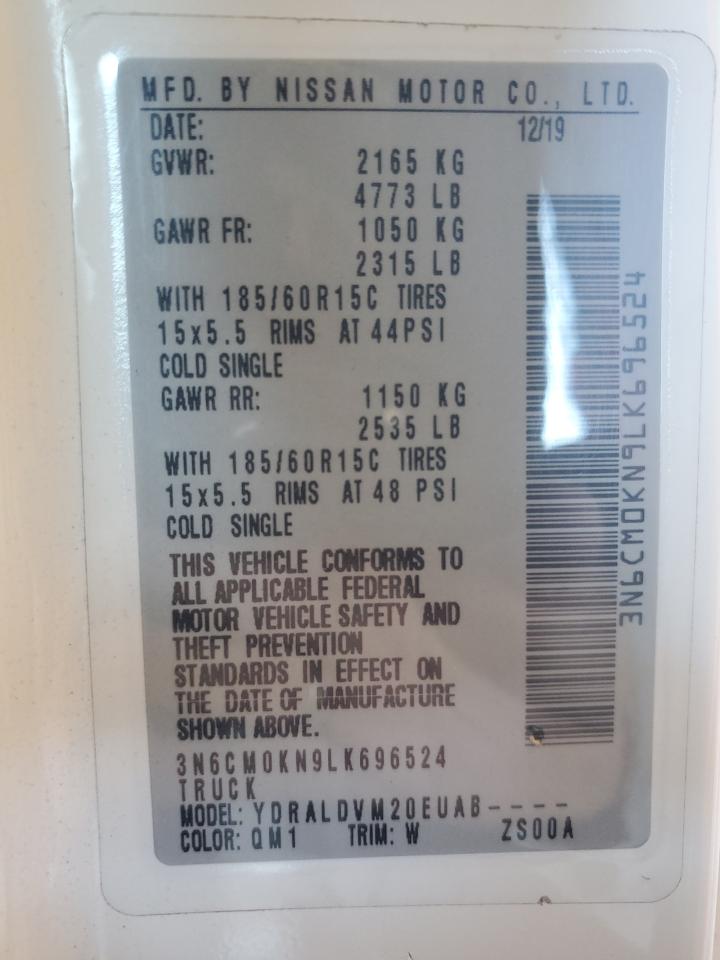 MFD. BY NISSAN MOTOR CO., LTD.
DATE: 12/19
GVWR: 2165 KG
4773 LB
GAWR FR: 1050 KG
2315 LB
WITH 185/60R15C TIRES
15x5.5 RIMS AT 44PSI
COLD SINGLE
GAWR RR: 1150 KG
2535 LB
WITH 185/60R15C TIRES
15x5.5 RIMS AT 48 PSI
COLD SINGLE
THIS VEHICLE CONFORMS TO
ALL APPLICABLE FEDERAL
MOTOR VEHICLE SAFETY AND
THEFT PREVENTION
STANDARDS IN EFFECT ON
THE DATE OF MANUFACTURE
SHOWN ABOVE.
3N6CM0KN9LK696524
TRUCK
MODEL: YDRALDVM20EUAB----
COLOR: QM1 TRIM: W ZS00A
3N6CM0KN9LK696524